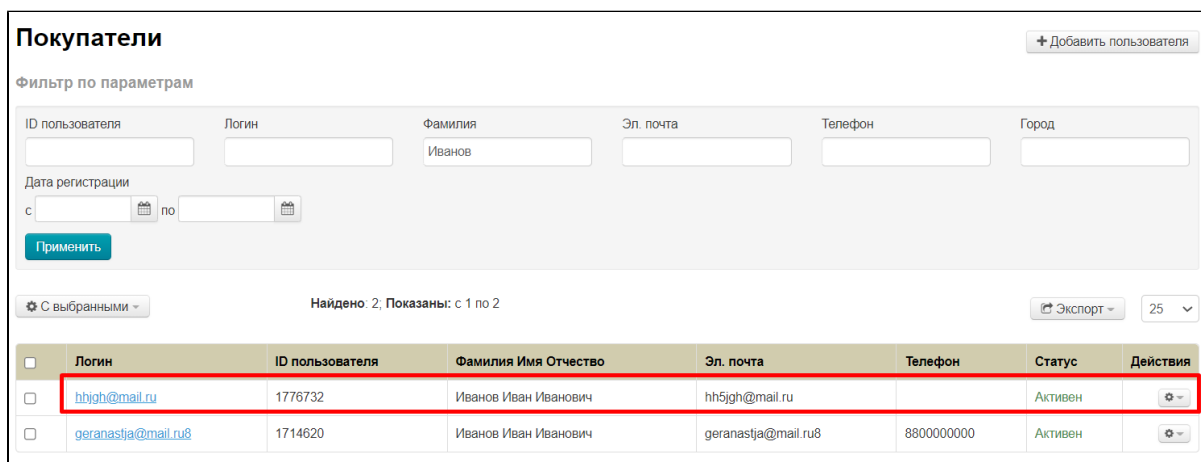 Покупатели
Добавить пользователя
Фильтр по параметрам
ID пользователя Логин Фамилия Эл. почта Телефон Город
Иванов
Дата регистрации
с по
Применить
С выбранными Найдено: 2; Показаны: с 1 по 2 Экспорт 25
Логин ID пользователя Фамилия Имя Отчество Эл. почта Телефон Статус Действия
hhjgh@mail.ru 1776732 Иванов Иван Иванович hh5jgh@mail.ru Активен
geranastja@mail.ru8 1714620 Иванов Иван Иванович geranastja@mail.ru8 8800000000 Активен